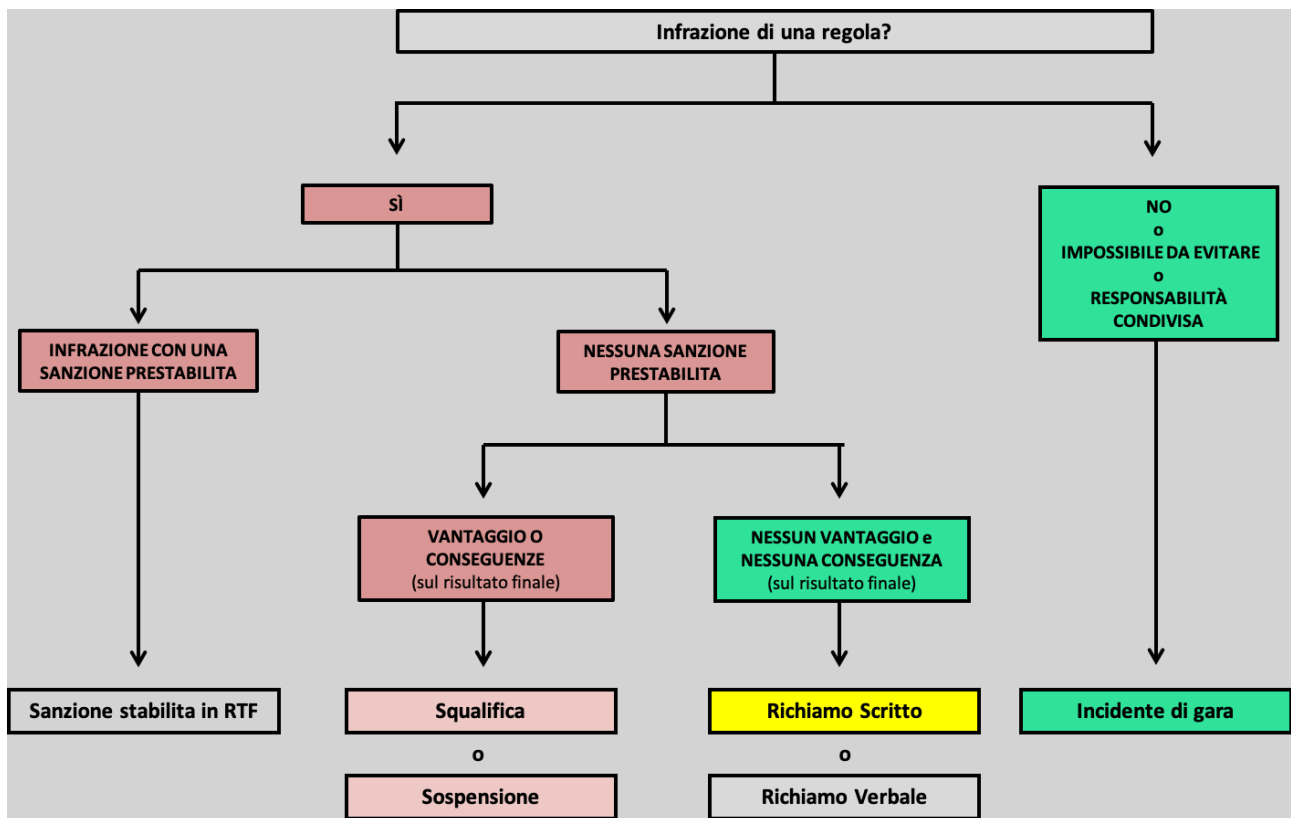 Infrazione di una regola?
SÌ
NO
o
IMPOSSIBILE DA EVITARE
o
RESPONSABILITÀ
CONDIVISA
INFRAZIONE CON UNA
SANZIONE PRESTABILITA
NESSUNA SANZIONE
PRESTABILITA
VANTAGGIO O
CONSEGUENZE
(sul risultato finale)
NESSUN VANTAGGIO e
NESSUNA CONSEGUENZA
(sul risultato finale)
Sanzione stabilita in RTF
Squalifica
o
Sospensione
Richiamo Scritto
o
Richiamo Verbale
Incidente di gara